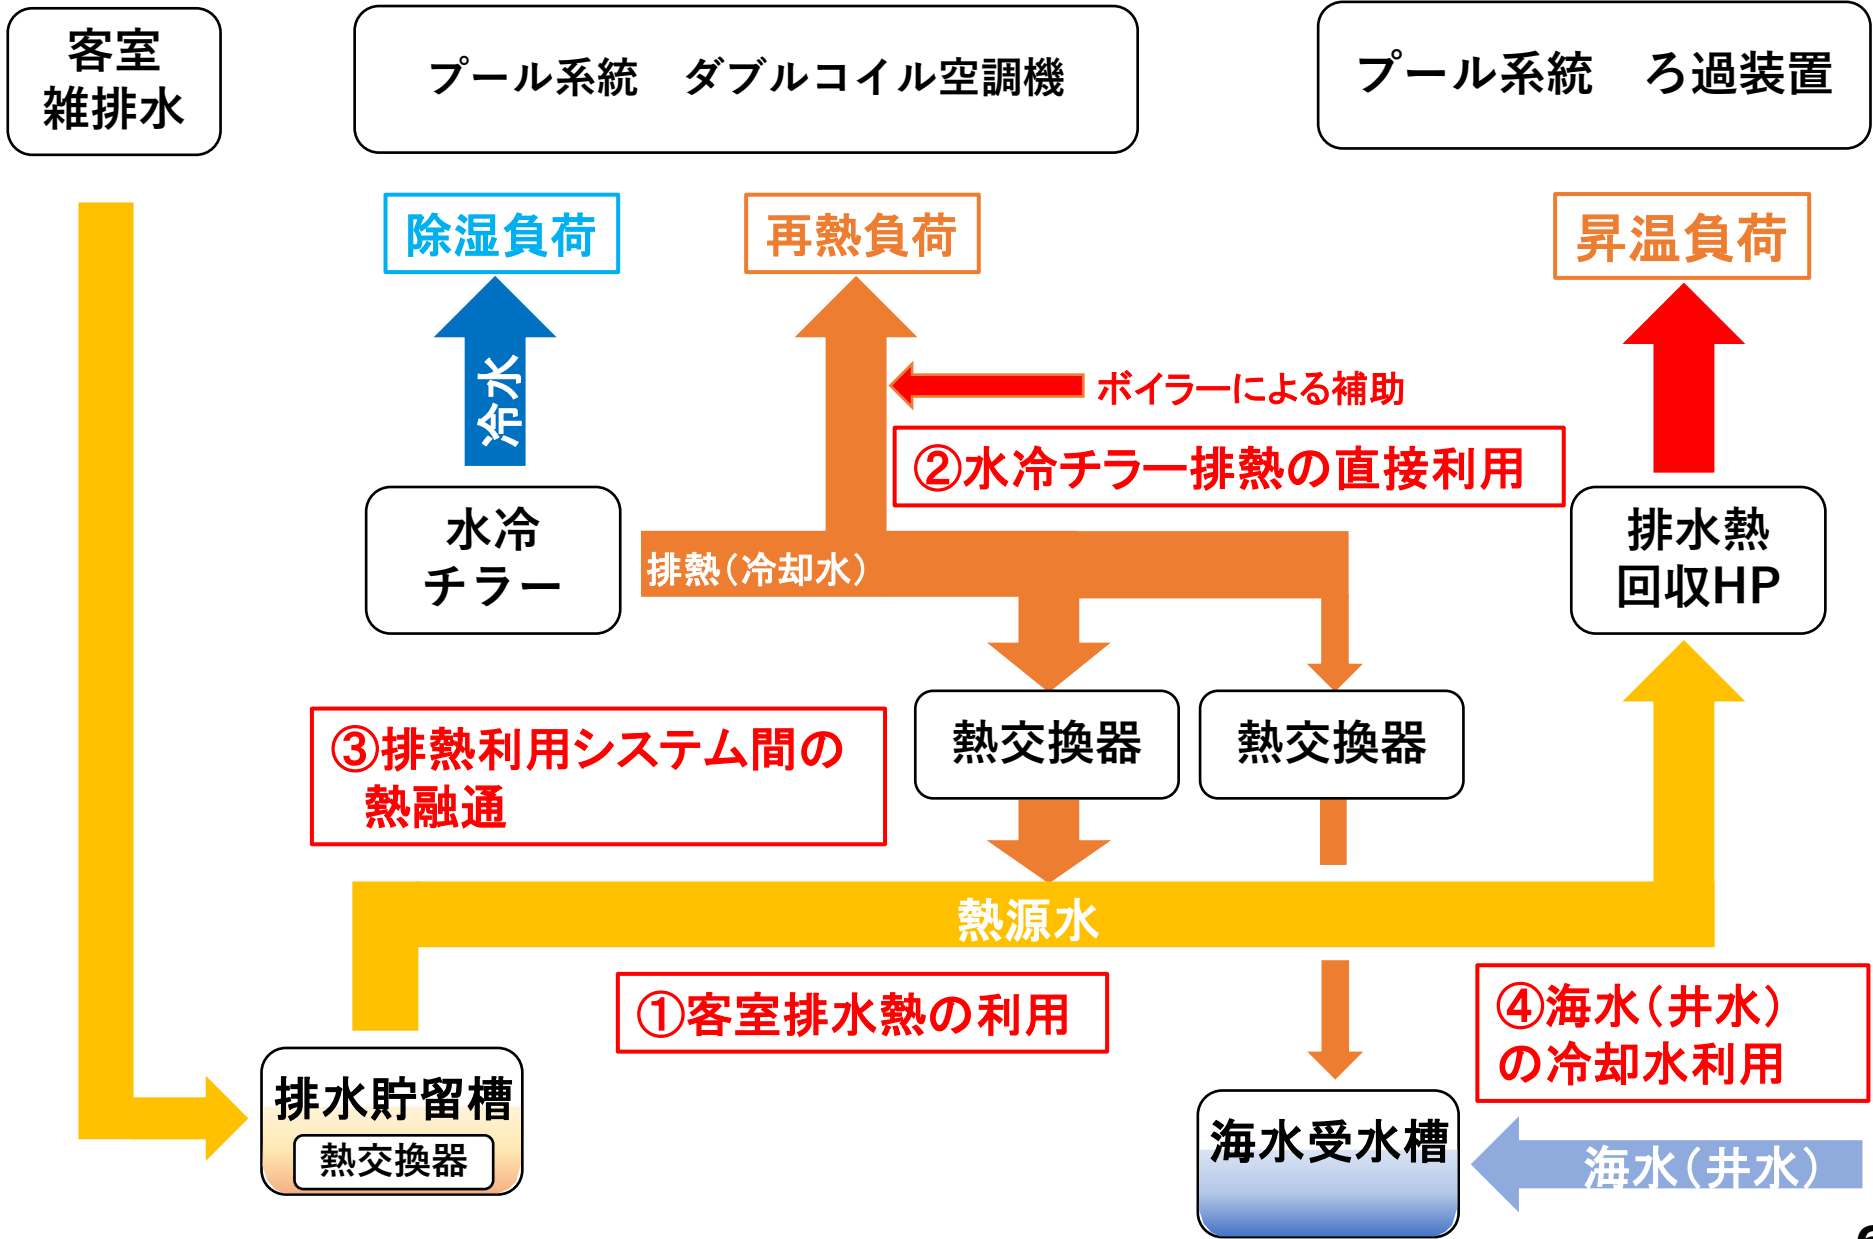 客室
雑排水
プール系統　ダブルコイル空調機
プール系統　ろ過装置
除湿負荷
再熱負荷
昇温負荷
冷水
ボイラーによる補助
②水冷チラー排熱の直接利用
水冷
チラー
排熱(冷却水)
排水熱
回収HP
③排熱利用システム間の
熱融通
熱交換器
熱交換器
熱源水
①客室排水熱の利用
④海水(井水)
の冷却水利用
排水貯留槽
熱交換器
海水受水槽
海水(井水)